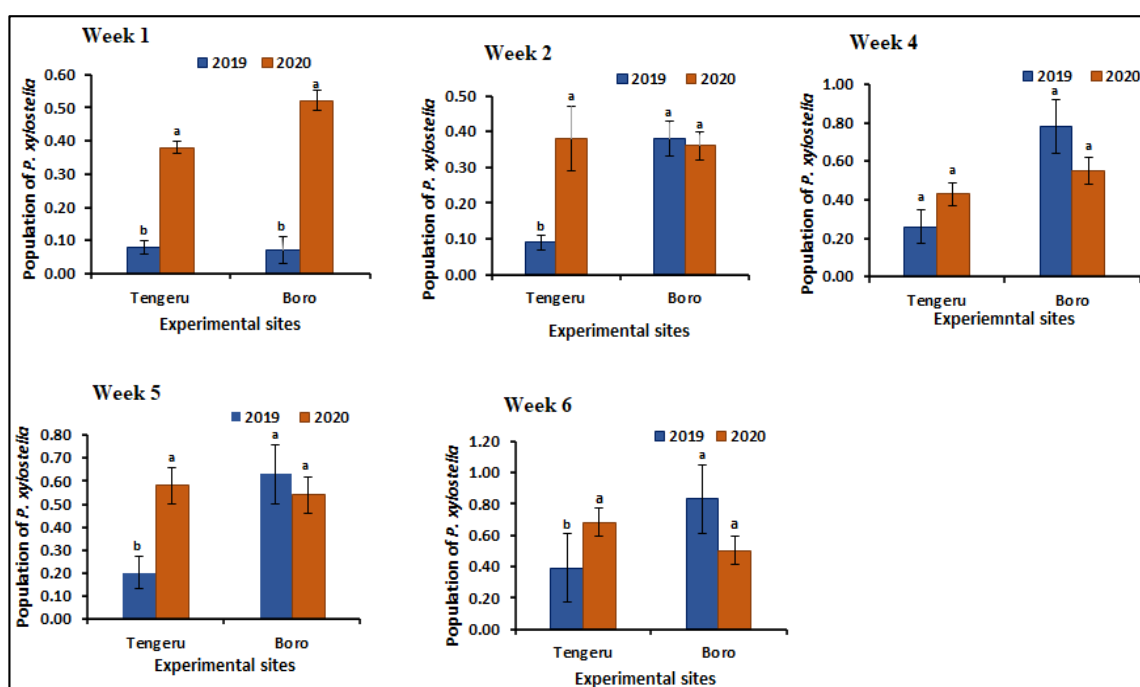 Week 1
2019 2020
Population of P. xylostella
0.60
0.50
0.40
0.30
0.20
0.10
0.00
a
a
b
b
Tengeru Boro
Experimental sites
Week 2
2019 2020
Population of P. xylostella
0.50
0.40
0.30
0.20
0.10
0.00
a
a
a
b
Tengeru Boro
Experimental sites
Week 4
2019 2020
Population of P. xylostella
1.00
0.80
0.60
0.40
0.20
0.00
a
a
a
a
Tengeru Boro
Experiemntal sites
Week 5
2019 2020
Population of P. xylostella
0.80
0.70
0.60
0.50
0.40
0.30
0.20
0.10
0.00
a
a
a
b
Tengeru Boro
Experimental sites
Week 6
2019 2020
Population of P. xylostella
1.20
1.00
0.80
0.60
0.40
0.20
0.00
a
a
b
a
Tengeru Boro
Experimental sites